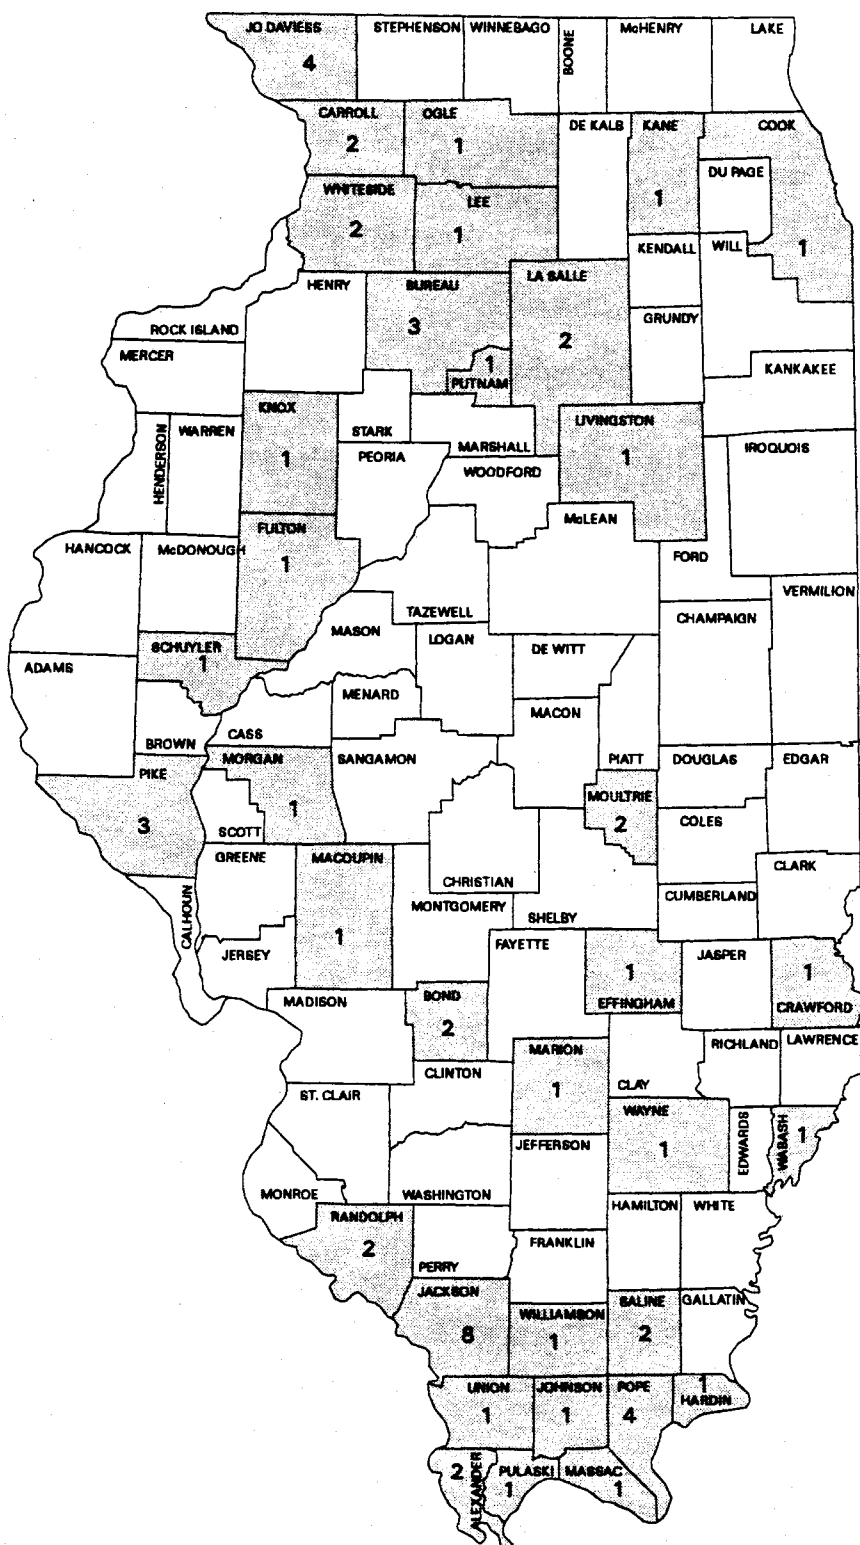 JO DAVIESS
4
STEPHENSON
WINNEBAGO
BOONE
McHENRY
LAKE
CARROLL
2
OGLE
1
DE KALB
KANE
1
COOK
1
DU PAGE
WHITESIDE
2
LEE
1
KENDALL
WILL
ROCK ISLAND
HENRY
BUREAU
3
LA SALLE
2
GRUNDY
MERCER
1
PUTNAM
KANKAKEE
HENDERSON
WARREN
KNOX
1
STARK
PEORIA
MARSHALL
WOODFORD
LIVINGSTON
1
IROQUOIS
HANCOCK
McDONOUGH
FULTON
1
McLEAN
FORD
TAZEWELL
VERMILION
CHAMPAIGN
ADAMS
SCHUYLER
1
MASON
LOGAN
DE WITT
MENARD
MACON
BROWN
CASS
PIKE
3
MORGAN
1
SANGAMON
PIATT
DOUGLAS
EDGAR
SCOTT
MOULTRIE
2
COLES
GREENE
MACOUPIN
1
CHRISTIAN
CLARK
CALHOUN
MONTGOMERY
SHELBY
CUMBERLAND
JERSEY
FAYETTE
1
EFFINGHAM
JASPER
1
CRAWFORD
MADISON
BOND
2
MARION
1
RICHLAND
LAWRENCE
CLINTON
CLAY
ST. CLAIR
WAYNE
1
EDWARDS
WABASH
1
JEFFERSON
MONROE
WASHINGTON
HAMILTON
WHITE
RANDOLPH
2
PERRY
FRANKLIN
JACKSON
8
WILLIAMSON
1
SALINE
2
GALLATIN
UNION
1
JOHNSON
1
POPE
4
1
HARDIN
2
ALEXANDER
PULASKI
1
MASSAC
1